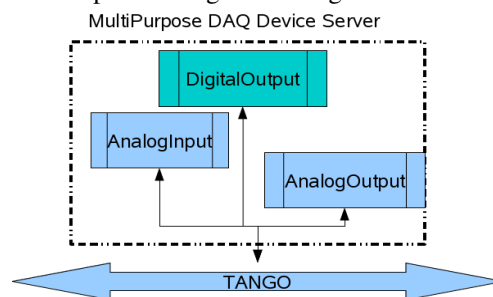 MultiPurpose DAQ Device Server
DigitalOutput
AnalogInput
AnalogOutput
TANGO